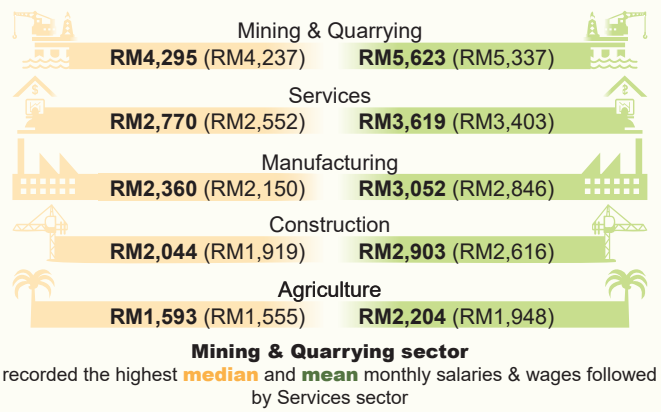 Mining & Quarrying
RM4,295 (RM4,237) RM5,623 (RM5,337)
Services
RM2,770 (RM2,552) RM3,619 (RM3,403)
Manufacturing
RM2,360 (RM2,150) RM3,052 (RM2,846)
Construction
RM2,044 (RM1,919) RM2,903 (RM2,616)
Agriculture
RM1,593 (RM1,555) RM2,204 (RM1,948)
Mining & Quarrying sector
recorded the highest median and mean monthly salaries & wages followed
by Services sector